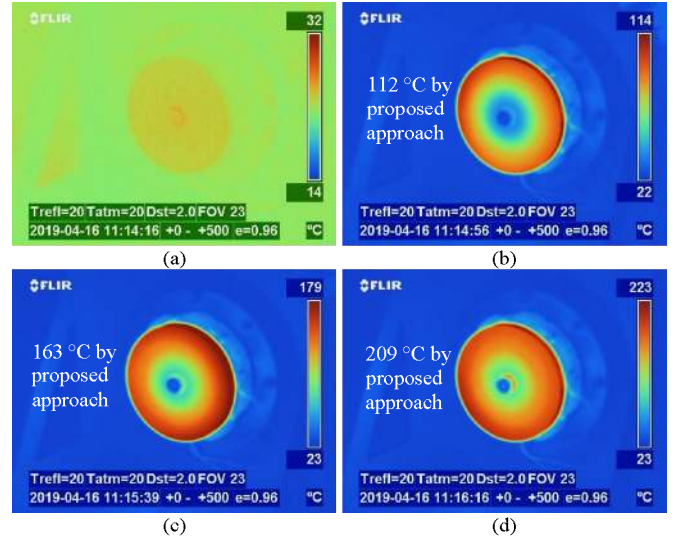 FLIR
32
14
Trefl=20 Tatm=20 Dst=2.0 FOV 23
2019-04-16 11:14:16 +0 - +500 e=0.96 ºC
(a)
FLIR
114
112 °C by
proposed
approach
22
Trefl=20 Tatm=20 Dst=2.0 FOV 23
2019-04-16 11:14:56 +0 - +500 e=0.96 ºC
(b)
FLIR
179
163 °C by
proposed
approach
23
Trefl=20 Tatm=20 Dst=2.0 FOV 23
2019-04-16 11:15:39 +0 - +500 e=0.96 ºC
(c)
FLIR
223
209 °C by
proposed
approach
23
Trefl=20 Tatm=20 Dst=2.0 FOV 23
2019-04-16 11:16:16 +0 - +500 e=0.96 ºC
(d)